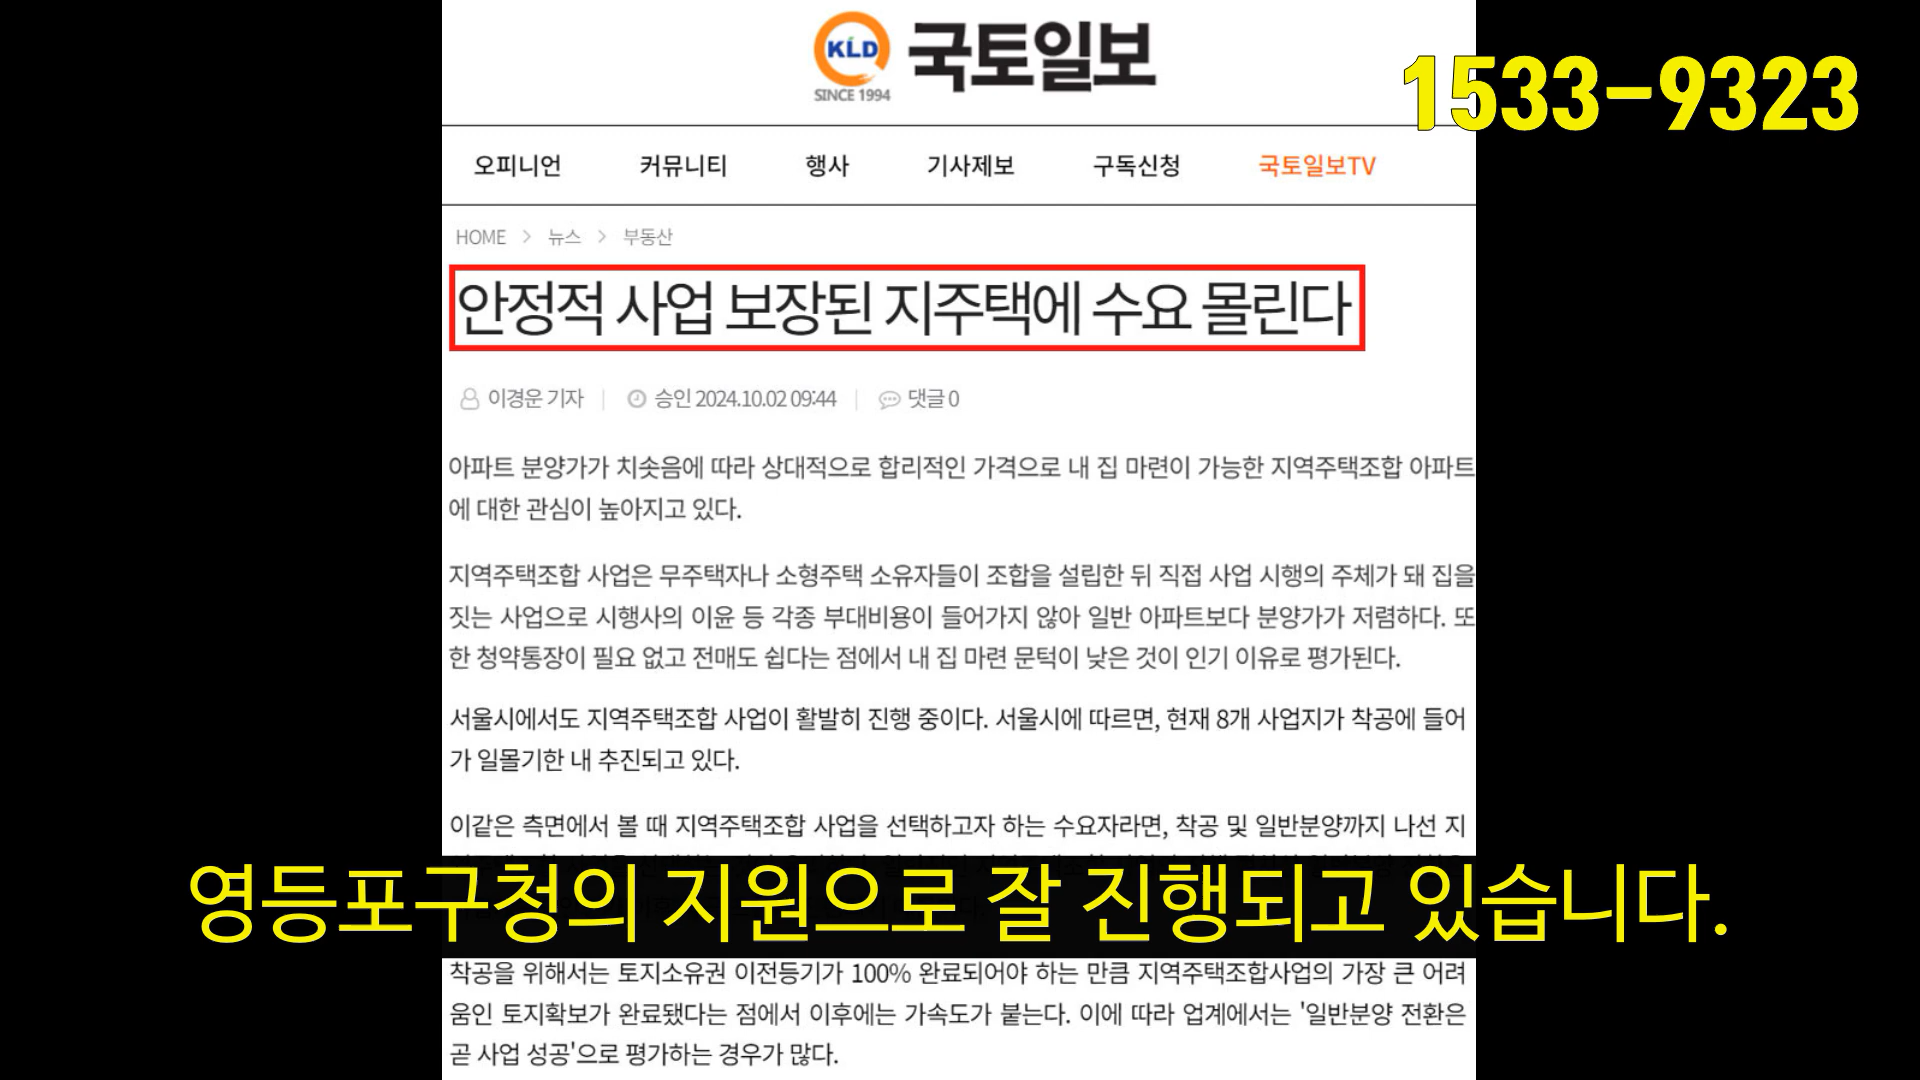 KLD
SINCE 1994
국토일보
1533-9323
오피니언 커뮤니티 행사 기사제보 구독신청 국토일보TV
HOME > 뉴스 > 부동산
안정적 사업 보장된 지주택에 수요 몰린다
이경운 기자 | 승인 2024.10.02 09:44 | 댓글 0
아파트 분양가가 치솟음에 따라 상대적으로 합리적인 가격으로 내 집 마련이 가능한 지역주택조합 아파트
에 대한 관심이 높아지고 있다.
지역주택조합 사업은 무주택자나 소형주택 소유자들이 조합을 설립한 뒤 직접 사업 시행의 주체가 돼 집을
짓는 사업으로 시행사의 이윤 등 각종 부대비용이 들어가지 않아 일반 아파트보다 분양가가 저렴하다. 또
한 청약통장이 필요 없고 전매도 쉽다는 점에서 내 집 마련 문턱이 낮은 것이 인기 이유로 평가된다.
서울시에서도 지역주택조합 사업이 활발히 진행 중이다. 서울시에 따르면, 현재 8개 사업지가 착공에 들어
가 일몰기한 내 추진되고 있다.
이같은 측면에서 볼 때 지역주택조합 사업을 선택하고자 하는 수요자라면, 착공 및 일반분양까지 나선 지
영등포구청의 지원으로 잘 진행되고 있습니다.
착공을 위해서는 토지소유권 이전등기가 100% 완료되어야 하는 만큼 지역주택조합사업의 가장 큰 어려
움인 토지확보가 완료됐다는 점에서 이후에는 가속도가 붙는다. 이에 따라 업계에서는 '일반분양 전환은
곧 사업 성공'으로 평가하는 경우가 많다.